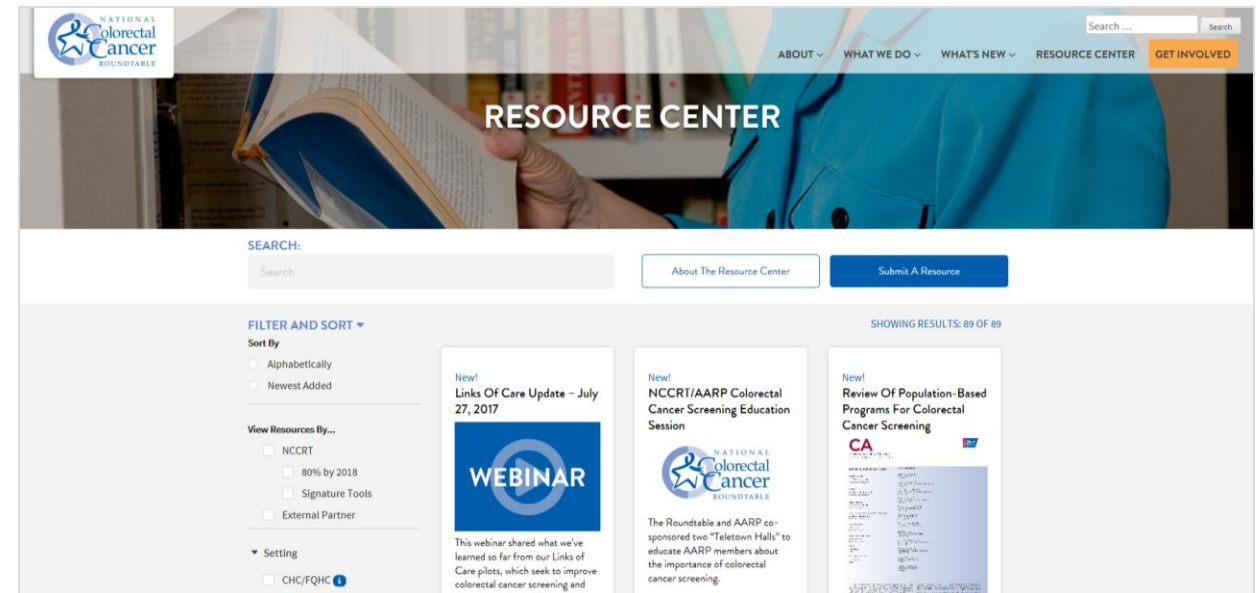 NATIONAL
Colorectal
Cancer
ROUNDTABLE
Search ...
Search
ABOUT
WHAT WE DO
WHAT'S NEW
RESOURCE CENTER
GET INVOLVED
RESOURCE CENTER
SEARCH:
Search
About The Resource Center
Submit A Resource
FILTER AND SORT
SHOWING RESULTS: 89 OF 89
Sort By
Alphabetically
Newest Added
View Resources By...
NCCRT
80% by 2018
Signature Tools
External Partner
Setting
CHC/FQHC
New!
Links Of Care Update – July
27, 2017
WEBINAR
This webinar shared what we've
learned so far from our Links of
Care pilots, which seek to improve
colorectal cancer screening and
New!
NCCRT/AARP Colorectal
Cancer Screening Education
Session
NATIONAL
Colorectal
Cancer
ROUNDTABLE
The Roundtable and AARP co-
sponsored two "Teletown Halls" to
educate AARP members about
the importance of colorectal
cancer screening.
New!
Review Of Population-Based
Programs For Colorectal
Cancer Screening
CA